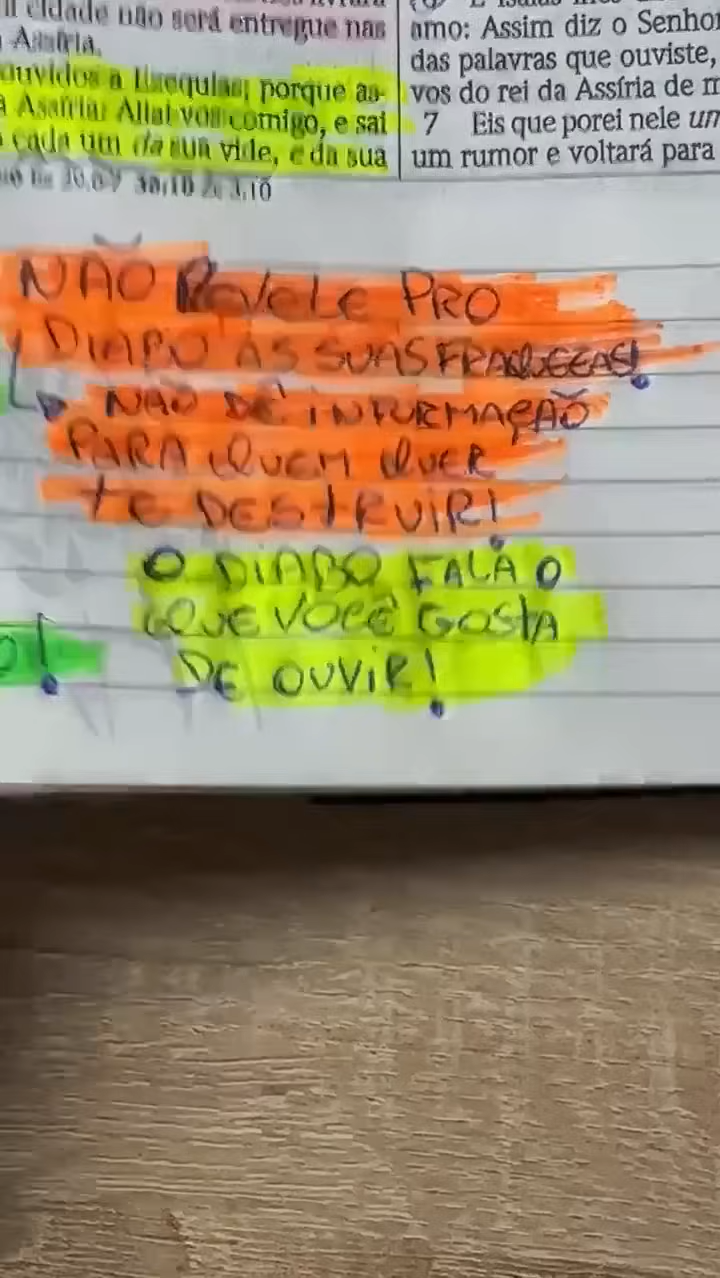 cidade não será entregue nas
Assíria.
ouvidos a Ezequias; porque as-
Assíria: Aliai-vos comigo, e sai
cada um da sua vide, e da sua
amo: Assim diz o Senhor
das palavras que ouviste,
vos do rei da Assíria de m
7 Eis que porei nele um
um rumor e voltará para
NÃO REVELE PRO
DIABO AS SUAS FRAQUEZAS!
NÃO DÊ INFORMAÇÃO
PARA QUEM QUER
TE DESTRUIR!
O DIABO FALA O
QUE VOCÊ GOSTA
DE OUVIR!
O!